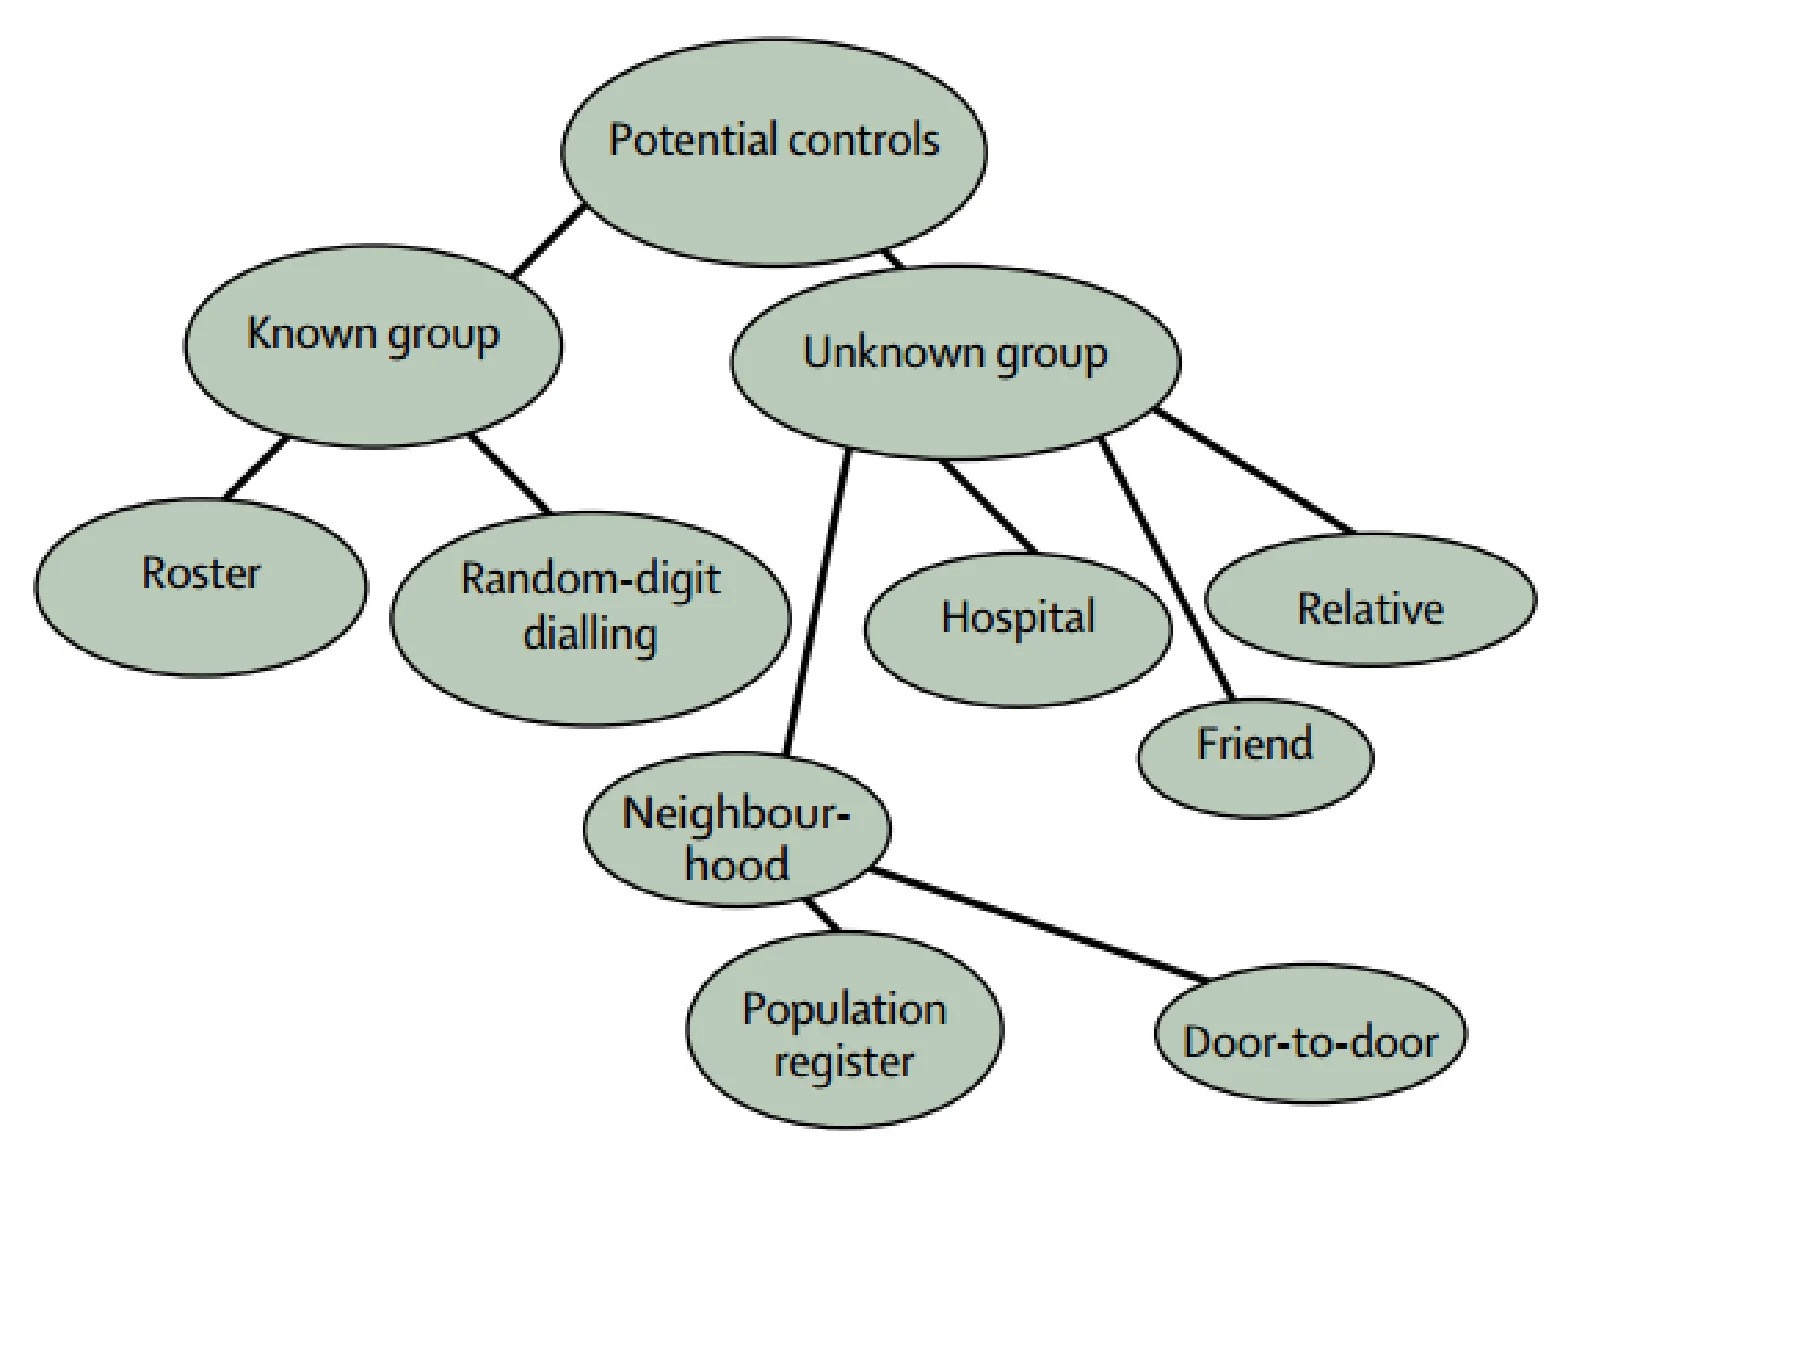 Potential controls
Known group
Unknown group
Roster
Random-digit
dialling
Hospital
Relative
Friend
Neighbour-
hood
Population
register
Door-to-door